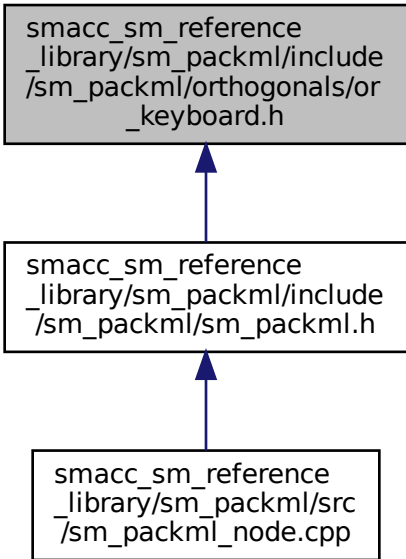 smacc_sm_reference
_library/sm_packml/include
/sm_packml/orthogonals/or
_keyboard.h
smacc_sm_reference
_library/sm_packml/include
/sm_packml/sm_packml.h
smacc_sm_reference
_library/sm_packml/src
/sm_packml_node.cpp